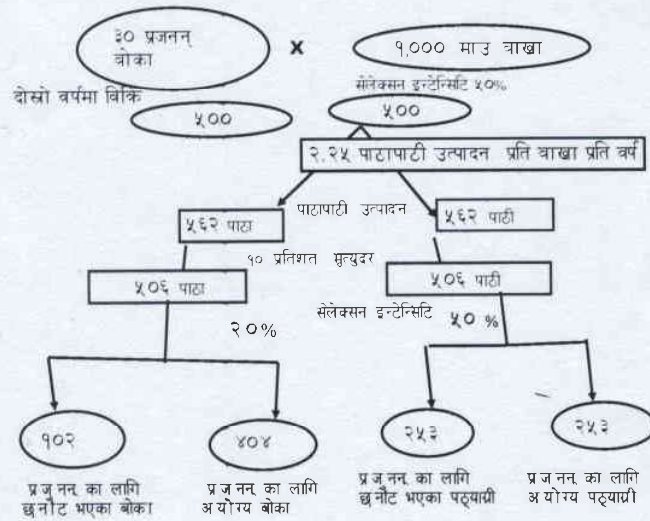 ३० प्रजनन्
वोका
X
१,००० माउ वाखा
दोस्रो वर्षमा विक्रि
सेलेक्सन इन्टेन्सिटि ५०%
५००
५००
२.२५ पाठापाठी उत्पादन प्रति वाखा प्रति वर्ष
५६२ पाठा
पाठापाठी उत्पादन
५६२ पाठी
१० प्रतिशत मृत्युदर
५०६ पाठा
५०६ पाठी
२०%
सेलेक्सन इन्टेन्सिटि ५०%
१०२
४०४
२५३
२५३
प्रजनन् का लागि
छनौट भएका बोका
प्रजनन् का लागि
अयोग्य बोका
प्रजनन् का लागि
छनौट भएका पठ्याग्री
प्रजनन् का लागि
अयोग्य पठ्याग्री